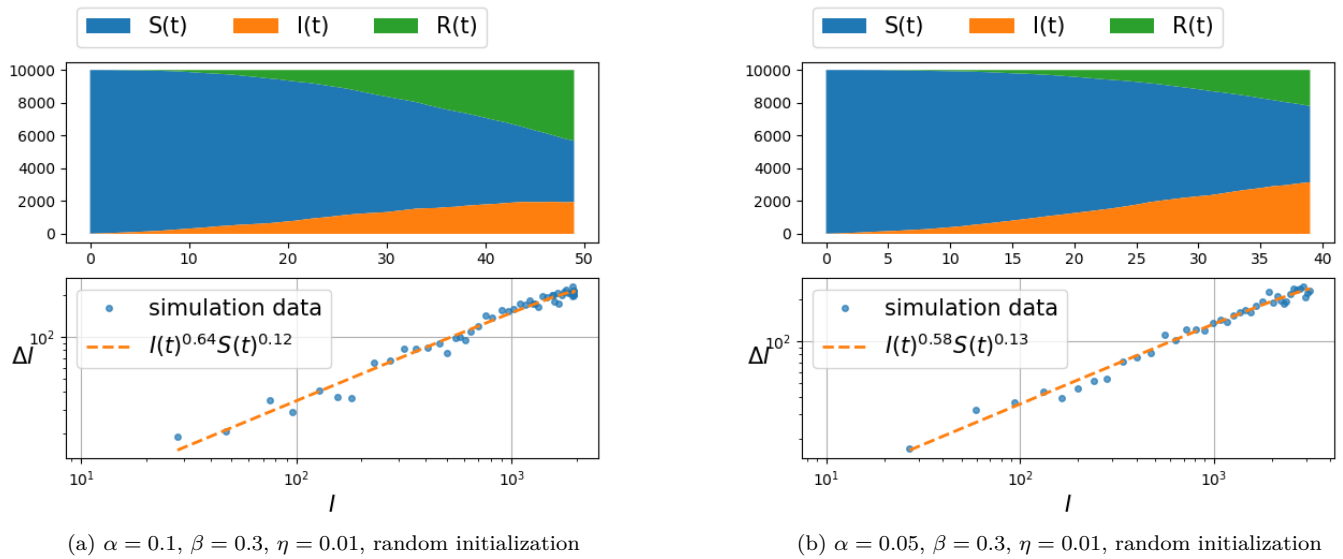 S(t) I(t) R(t)
10000
8000
6000
4000
2000
0
0 10 20 30 40 50
simulation data
I(t)^0.64 S(t)^0.12
10^2
ΔI
10^1 10^2 10^3
I
(a) α = 0.1, β = 0.3, η = 0.01, random initialization
S(t) I(t) R(t)
10000
8000
6000
4000
2000
0
0 5 10 15 20 25 30 35 40
simulation data
I(t)^0.58 S(t)^0.13
10^2
ΔI
10^1 10^2 10^3
I
(b) α = 0.05, β = 0.3, η = 0.01, random initialization